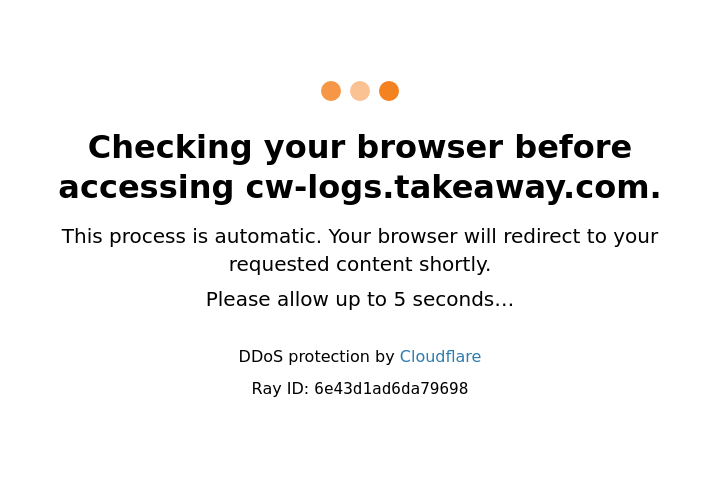 Checking your browser before
accessing cw-logs.takeaway.com.
This process is automatic. Your browser will redirect to your
requested content shortly.
Please allow up to 5 seconds…
DDoS protection by Cloudflare
Ray ID: 6e43d1ad6da79698